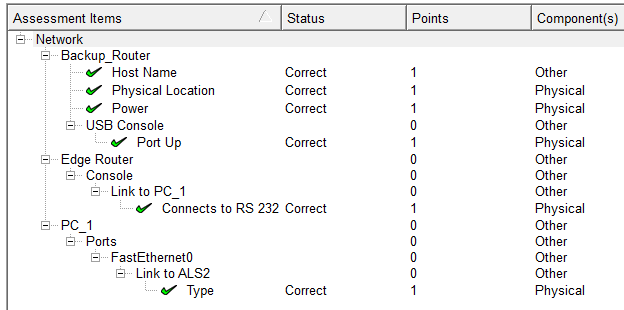 Assessment Items Status Points Component(s)
Network
Backup_Router
Host Name Correct 1 Other
Physical Location Correct 1 Physical
Power Correct 1 Physical
USB Console 0 Other
Port Up Correct 1 Physical
Edge Router 0 Other
Console 0 Other
Link to PC_1 0 Other
Connects to RS 232 Correct 1 Physical
PC_1 0 Other
Ports 0 Other
FastEthernet0 0 Other
Link to ALS2 0 Other
Type Correct 1 Physical